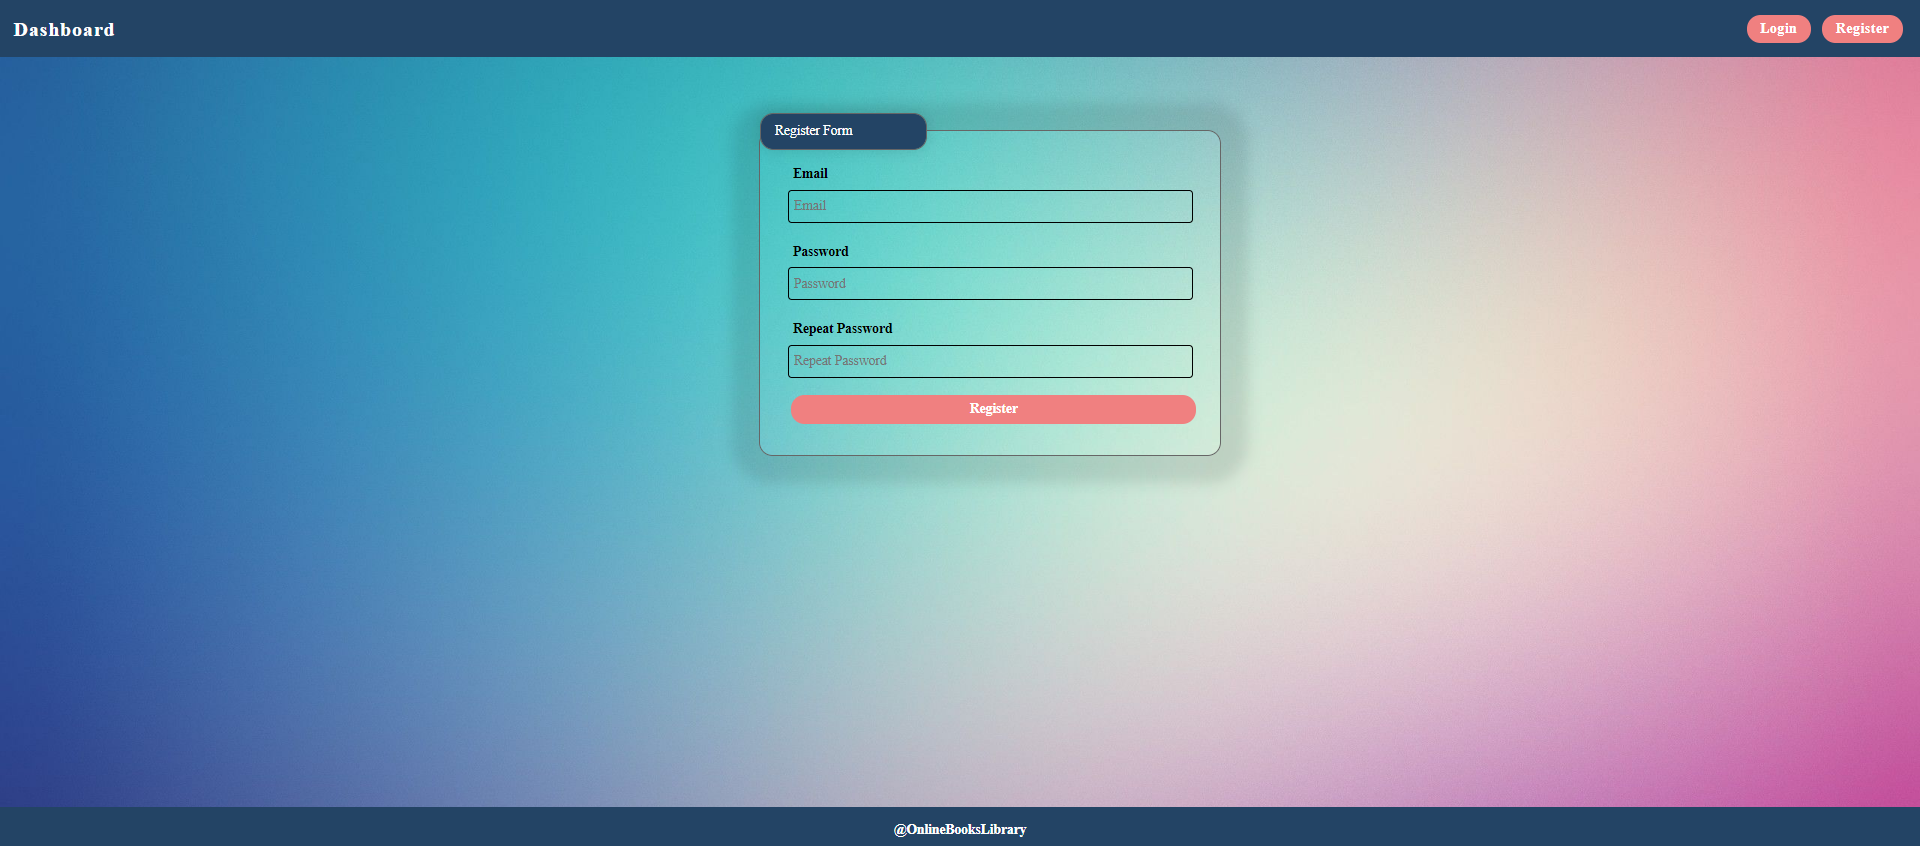 Dashboard
Login
Register
Register Form
Email
Email
Password
Password
Repeat Password
Repeat Password
Register
@OnlineBooksLibrary